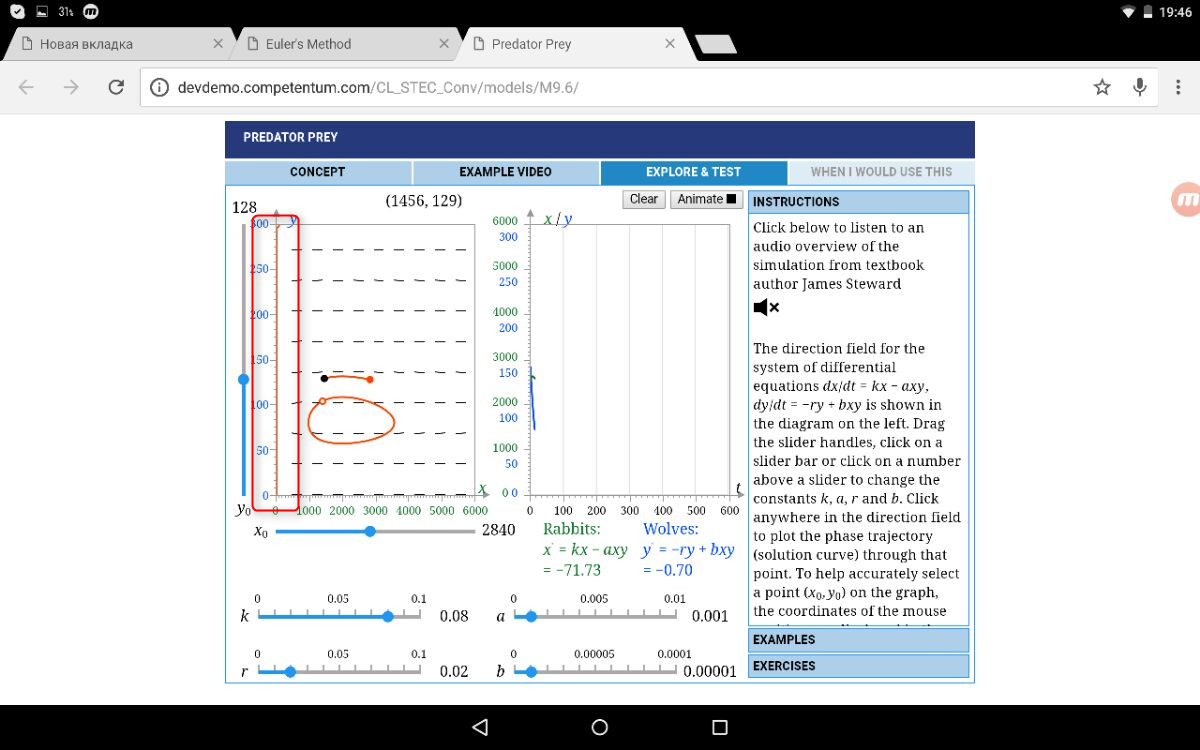 31%
19:46
Новая вкладка
Euler's Method
Predator Prey
devdemo.competentum.com/CL_STEC_Conv/models/M9.6/
PREDATOR PREY
CONCEPT
EXAMPLE VIDEO
EXPLORE & TEST
WHEN I WOULD USE THIS
128
(1456, 129)
Clear
Animate
y
300
250
200
150
100
50
0
y₀
0 1000 2000 3000 4000 5000 6000
x
x₀
2840
x / y
6000
300
5000
250
4000
200
3000
150
2000
100
1000
50
0 0
0 100 200 300 400 500 600
t
Rabbits:
x' = kx − axy
= −71.73
Wolves:
y' = −ry + bxy
= −0.70
0 0.05 0.1
k
0.08
0 0.005 0.01
a
0.001
0 0.05 0.1
r
0.02
0 0.00005 0.0001
b
0.00001
INSTRUCTIONS
Click below to listen to an
audio overview of the
simulation from textbook
author James Steward
The direction field for the
system of differential
equations dx/dt = kx − axy,
dy/dt = −ry + bxy is shown in
the diagram on the left. Drag
the slider handles, click on a
slider bar or click on a number
above a slider to change the
constants k, a, r and b. Click
anywhere in the direction field
to plot the phase trajectory
(solution curve) through that
point. To help accurately select
a point (x₀, y₀) on the graph,
the coordinates of the mouse
EXAMPLES
EXERCISES